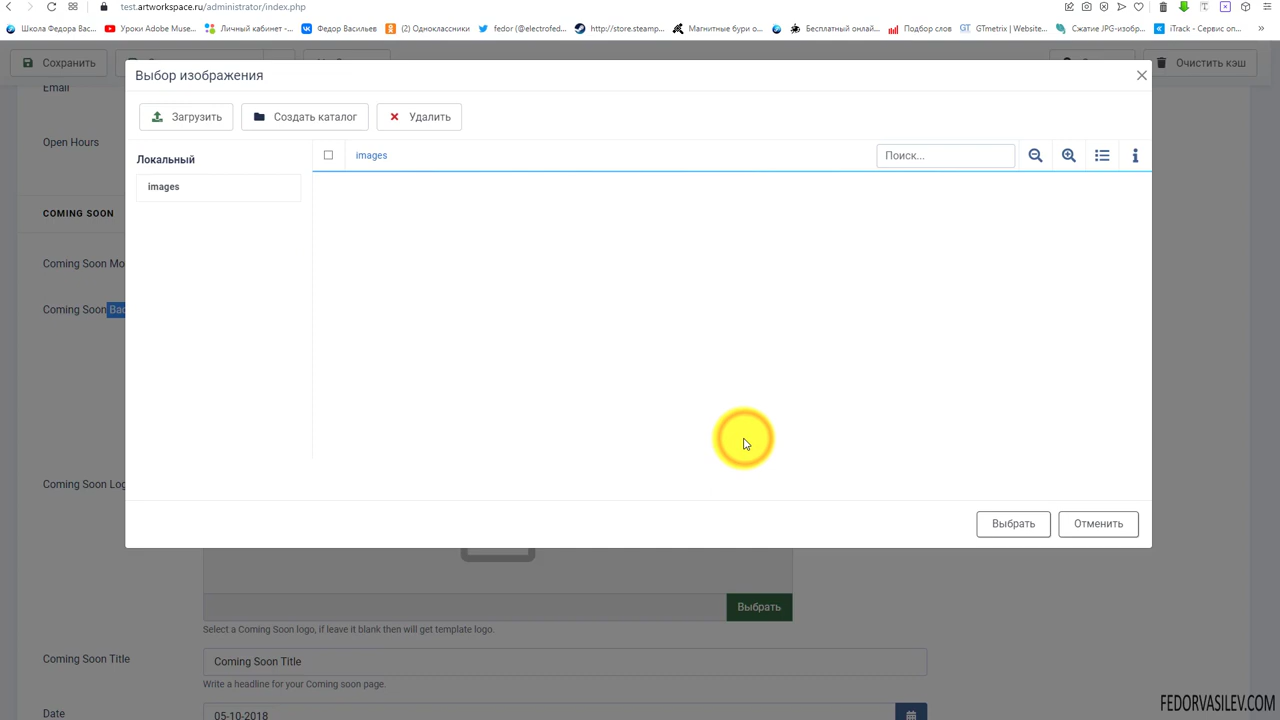 test.artworkspace.ru/administrator/index.php
Школа Федора Вас...
Уроки Adobe Muse...
Личный кабинет -...
Федор Васильев
(2) Одноклассники
fedor (@electrofed...
http://store.steamp...
Магнитные бури о...
Бесплатный онлай...
Подбор слов
GTmetrix | Website...
Сжатие JPG-изобр...
iTrack - Сервис оп...
Сохранить
Очистить кэш
Выбор изображения
Email
Загрузить
Создать каталог
Удалить
Open Hours
Локальный
images
Поиск...
images
COMING SOON
Coming Soon Mo
Coming Soon Bac
Coming Soon Log
Выбрать
Отменить
Выбрать
Select a Coming Soon logo, if leave it blank then will get template logo.
Coming Soon Title
Coming Soon Title
Write a headline for your Coming soon page.
Date
05-10-2018
FEDORVASILEV.COM